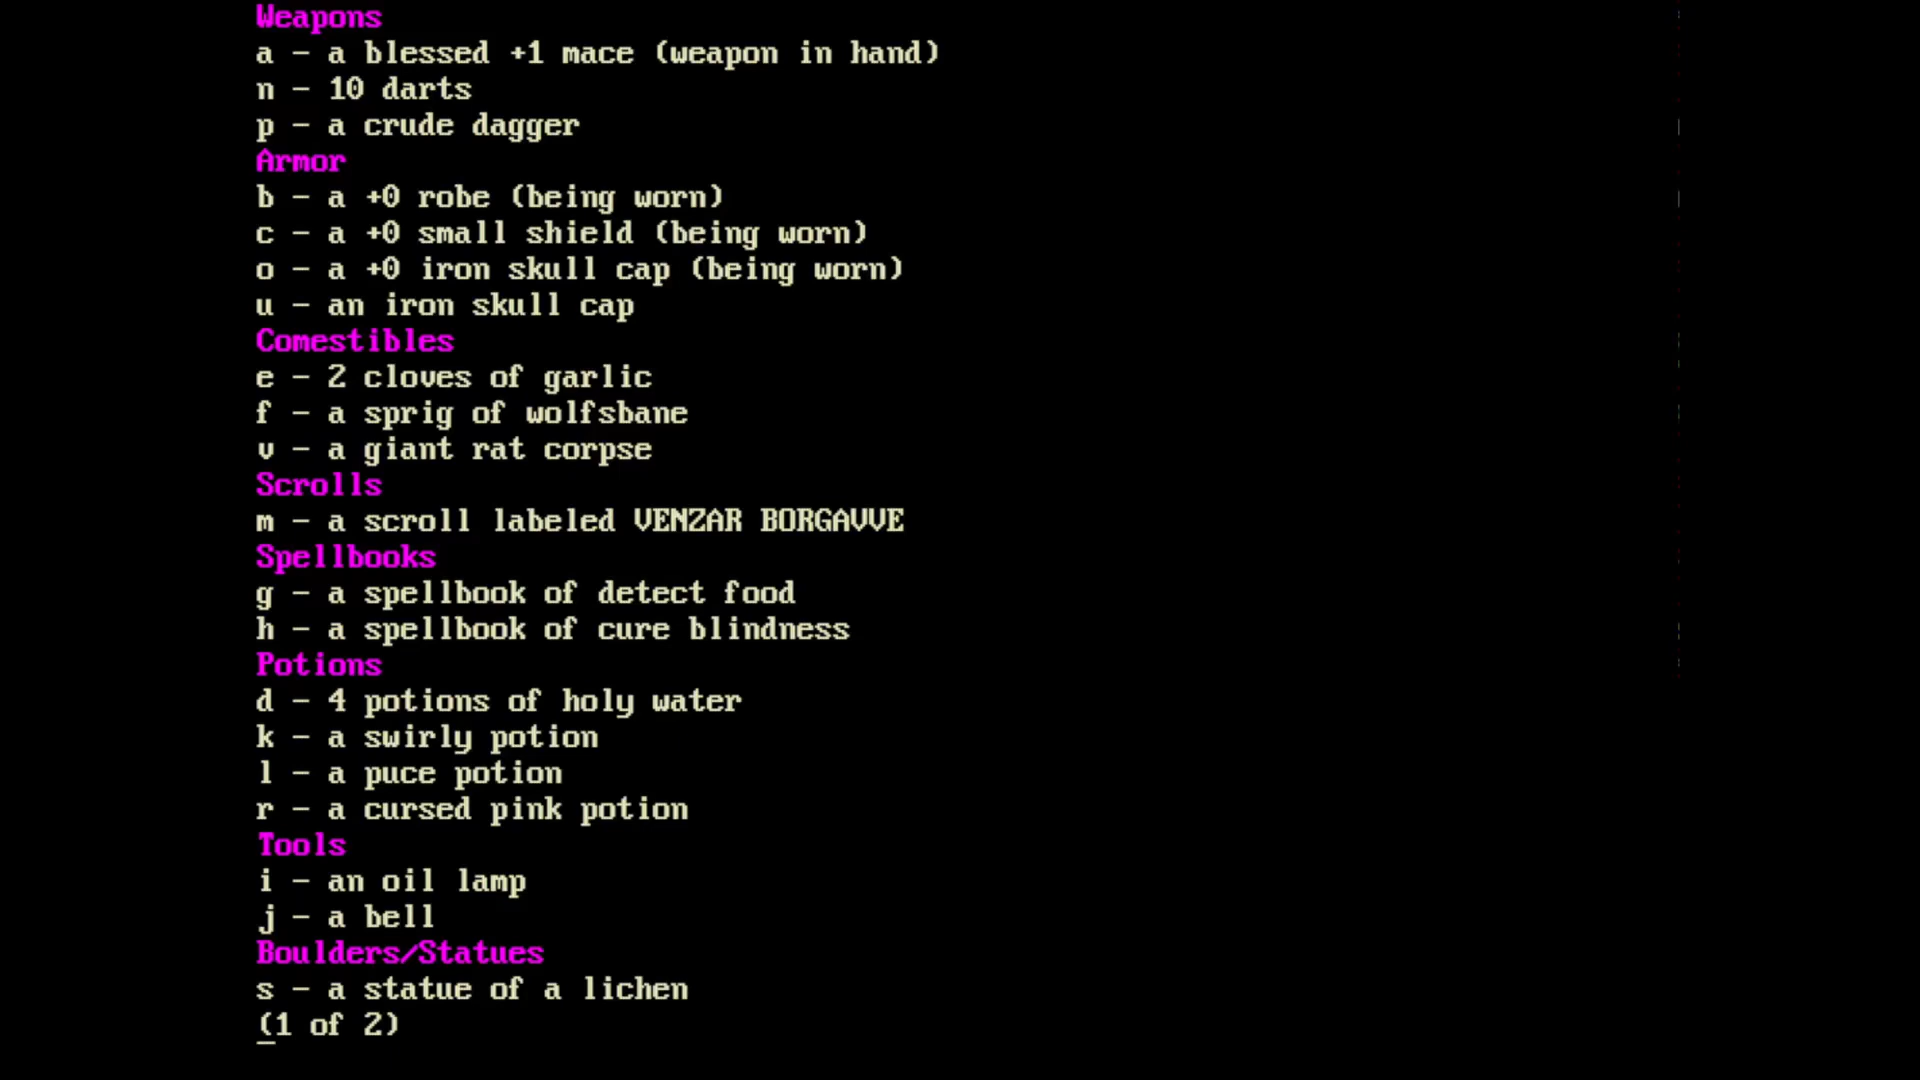 Weapons
a - a blessed +1 mace (weapon in hand)
n - 10 darts
p - a crude dagger
Armor
b - a +0 robe (being worn)
c - a +0 small shield (being worn)
o - a +0 iron skull cap (being worn)
u - an iron skull cap
Comestibles
e - 2 cloves of garlic
f - a sprig of wolfsbane
v - a giant rat corpse
Scrolls
m - a scroll labeled VENZAR BORGAVVE
Spellbooks
g - a spellbook of detect food
h - a spellbook of cure blindness
Potions
d - 4 potions of holy water
k - a swirly potion
l - a puce potion
r - a cursed pink potion
Tools
i - an oil lamp
j - a bell
Boulders/Statues
s - a statue of a lichen
(1 of 2)